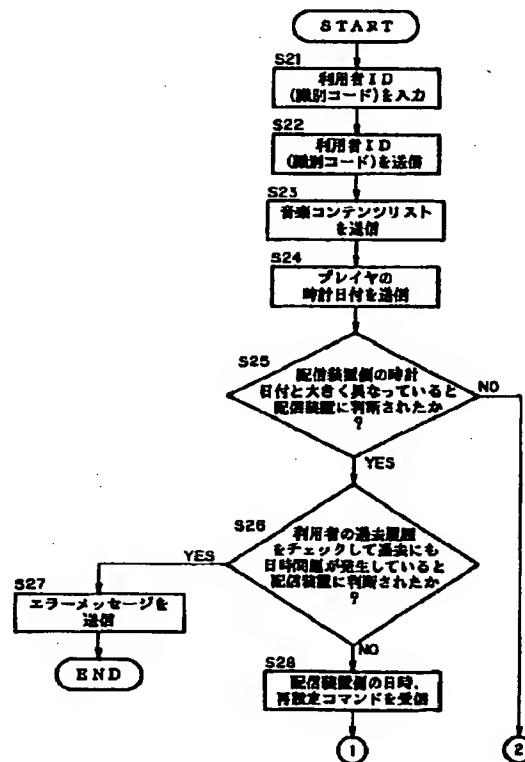 START
S21
利用者ID
(識別コード)を入力
S22
利用者ID
(識別コード)を送信
S23
音楽コンテンツリスト
を送信
S24
プレイヤの
時計日付を送信
S25
配信装置側の時計
日付と大きく異なっていると
配信装置に判断されたか
?
NO
YES
S26
利用者の過去履歴
をチェックして過去にも
日時問題が発生していると
配信装置に判断されたか
?
YES
S27
エラーメッセージを
送信
END
NO
S28
配信装置側の日時,
再設定コマンドを受信
1
2